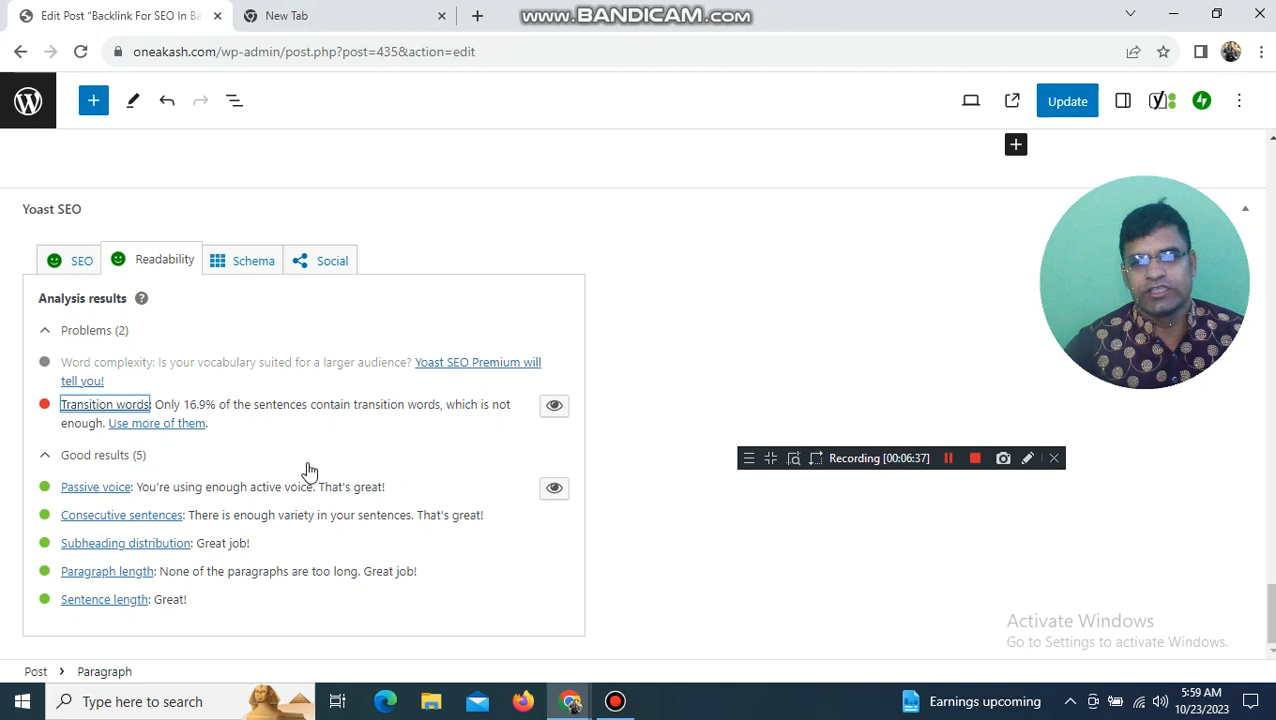 www.BANDICAM.com
Edit Post "Backlink For SEO In Ba
New Tab
oneakash.com/wp-admin/post.php?post=435&action=edit
Update
Yoast SEO
SEO
Readability
Schema
Social
Analysis results
Problems (2)
Word complexity: Is your vocabulary suited for a larger audience? Yoast SEO Premium will
tell you!
Transition words: Only 16.9% of the sentences contain transition words, which is not
enough. Use more of them.
Good results (5)
Passive voice: You're using enough active voice. That's great!
Consecutive sentences: There is enough variety in your sentences. That's great!
Subheading distribution: Great job!
Paragraph length: None of the paragraphs are too long. Great job!
Sentence length: Great!
Recording [00:06:37]
Activate Windows
Go to Settings to activate Windows.
Post > Paragraph
Type here to search
Earnings upcoming
5:59 AM
10/23/2023